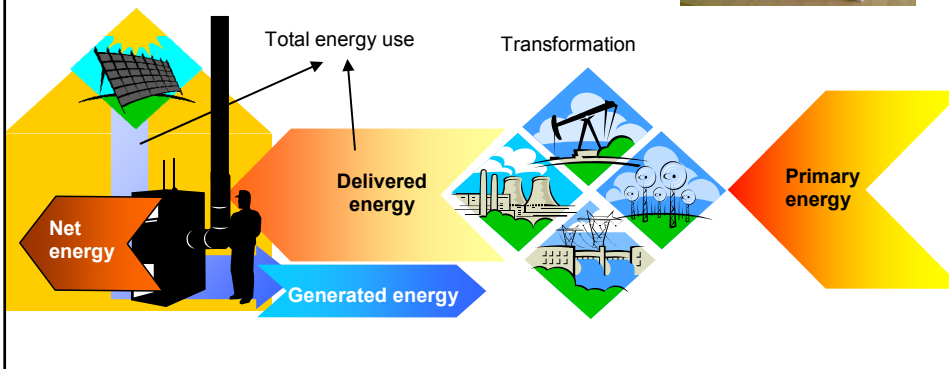 Total energy use
Transformation
Delivered
energy
Primary
energy
Net
energy
Generated energy